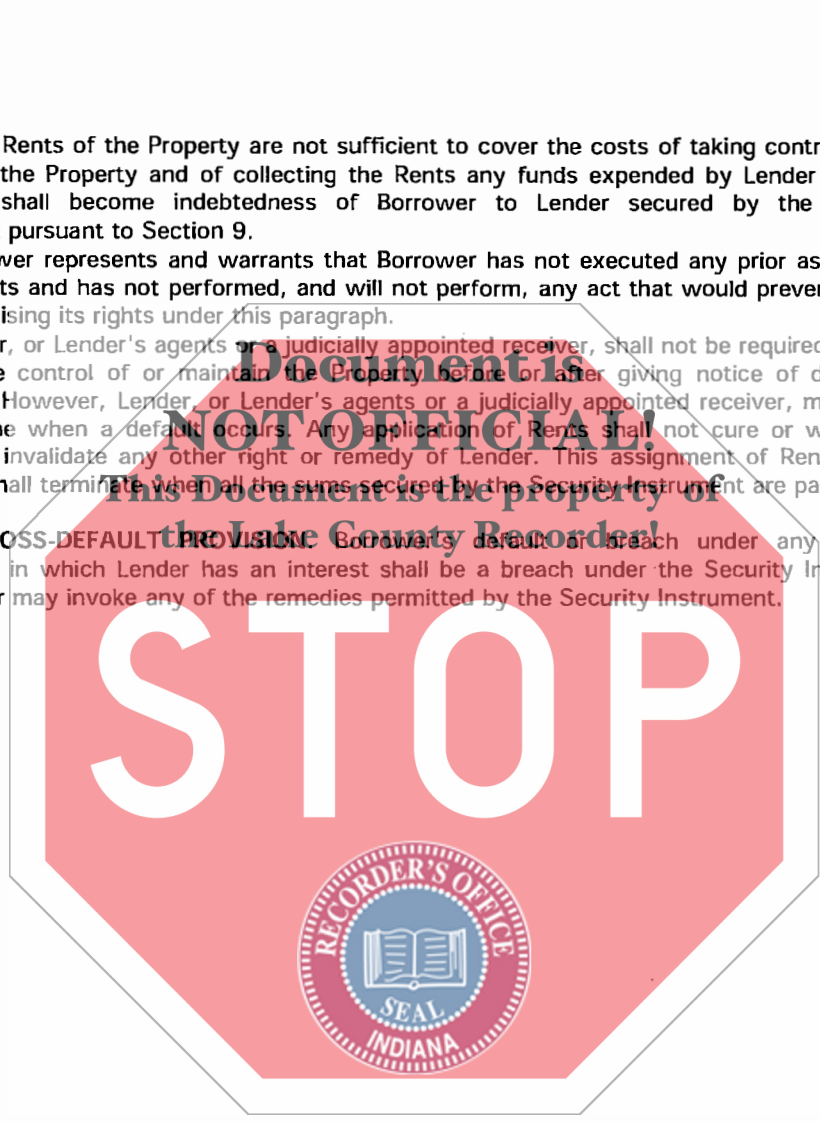 Rents of the Property are not sufficient to cover the costs of taking contr
the Property and of collecting the Rents any funds expended by Lender
shall become indebtedness of Borrower to Lender secured by the
pursuant to Section 9.
wer represents and warrants that Borrower has not executed any prior as
ts and has not performed, and will not perform, any act that would preve
ising its rights under this paragraph.
r, or Lender's agents or a judicially appointed receiver, shall not be required
e control of or maintain the Property before or after giving notice of d
However, Lender, or Lender's agents or a judicially appointed receiver, m
ne when a default occurs. Any application of Rents shall not cure or w
invalidate any other right or remedy of Lender. This assignment of Ren
hall terminate when all the sums secured by the Security Instrument are pa
OSS-DEFAULT PROVISION. Borrower's default or breach under any
in which Lender has an interest shall be a breach under the Security In
r may invoke any of the remedies permitted by the Security Instrument.
Document is
NOT OFFICIAL!
This Document is the property of
the Lake County Recorder!
STOP
RECORDER'S OFFICE
SEAL
INDIANA